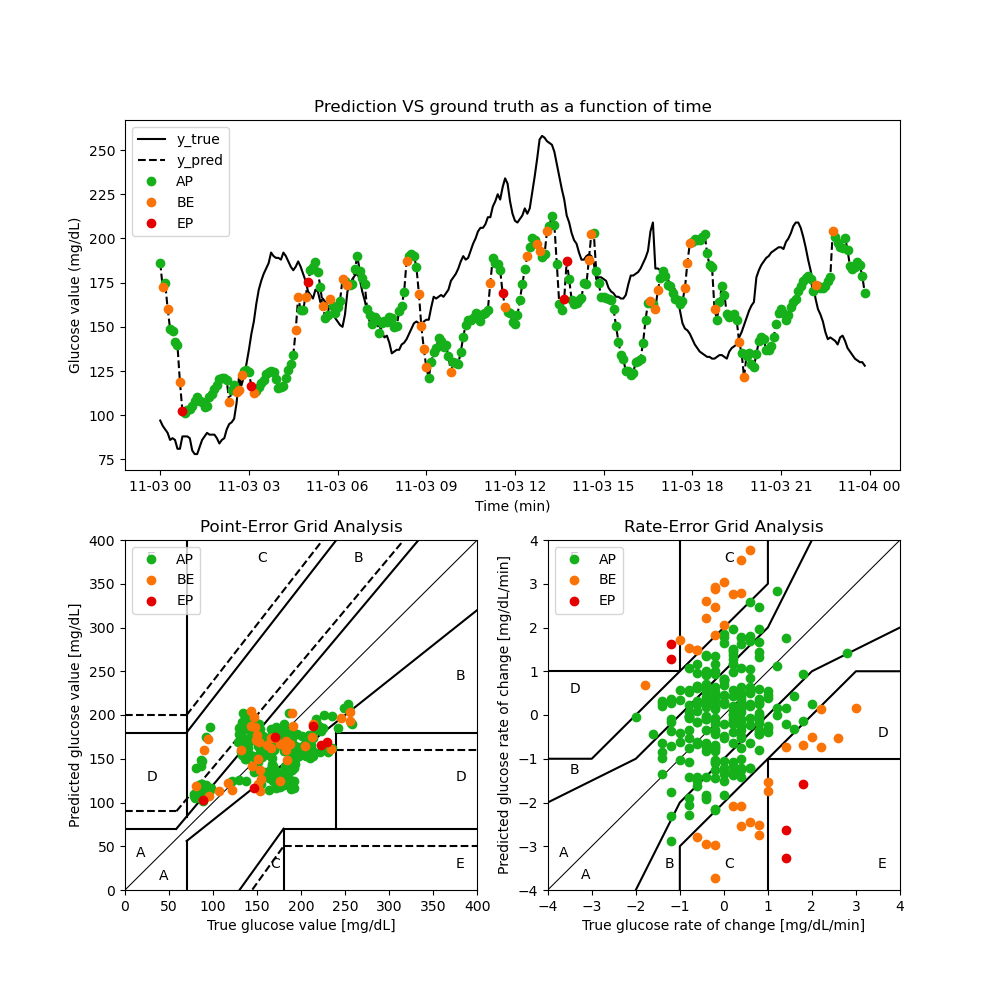 Prediction VS ground truth as a function of time
Glucose value (mg/dL)
y_true
y_pred
AP
BE
EP
250
225
200
175
150
125
100
75
11-03 00 11-03 03 11-03 06 11-03 09 11-03 12 11-03 15 11-03 18 11-03 21 11-04 00
Time (min)
Point-Error Grid Analysis
Predicted glucose value [mg/dL]
400
350
300
250
200
150
100
50
0
AP
BE
EP
C
B
B
D
D
A
A
C
E
0 50 100 150 200 250 300 350 400
True glucose value [mg/dL]
Rate-Error Grid Analysis
Predicted glucose rate of change [mg/dL/min]
4
3
2
1
0
−1
−2
−3
−4
AP
BE
EP
C
D
D
B
A
A
B
C
E
−4 −3 −2 −1 0 1 2 3 4
True glucose rate of change [mg/dL/min]